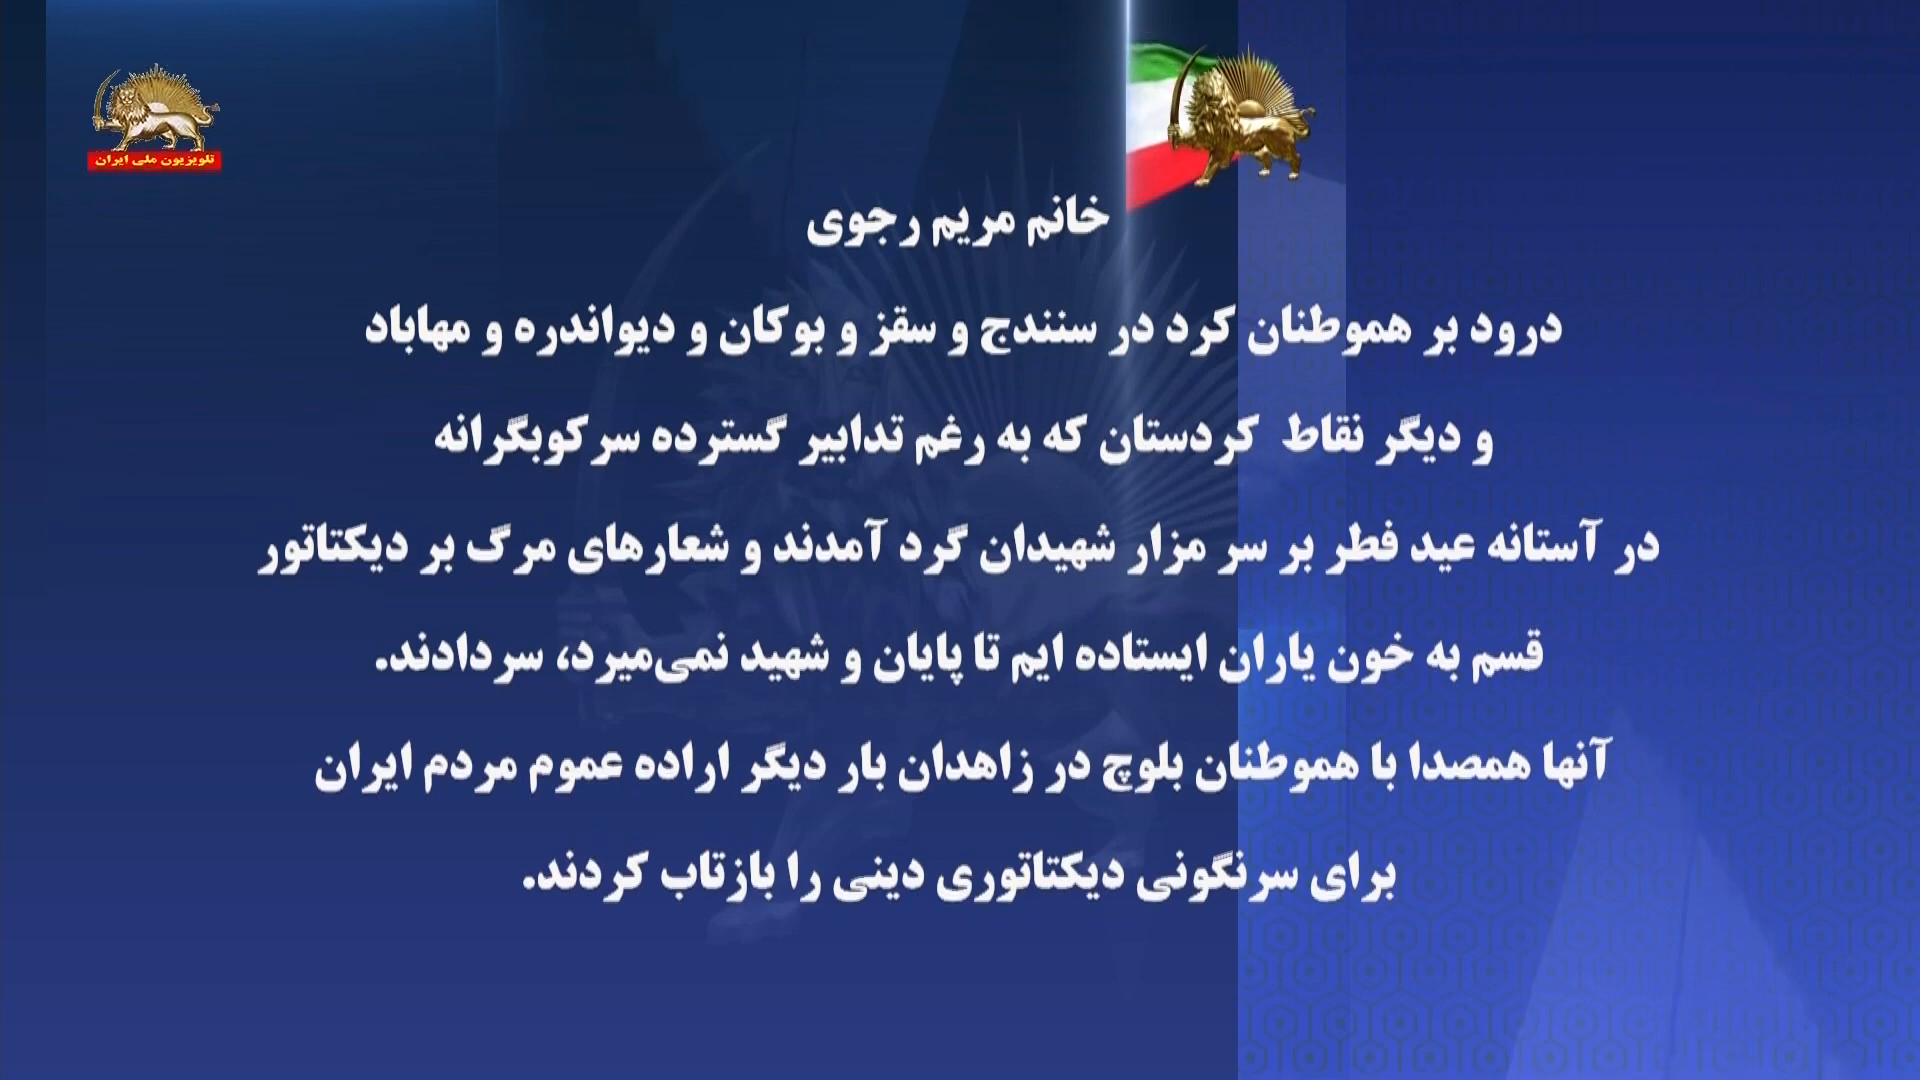 تلویزیون ملی ایران
خانم مریم رجوی
درود بر هموطنان کرد در سنندج و سقز و بوکان و دیواندره و مهاباد
و دیگر نقاط کردستان که به رغم تدابیر گسترده سرکوبگرانه
در آستانه عید فطر بر سر مزار شهیدان گرد آمدند و شعارهای مرگ بر دیکتاتور
قسم به خون یاران ایستاده ایم تا پایان و شهید نمی‌میرد، سردادند.
آنها همصدا با هموطنان بلوچ در زاهدان بار دیگر اراده عموم مردم ایران
برای سرنگونی دیکتاتوری دینی را بازتاب کردند.